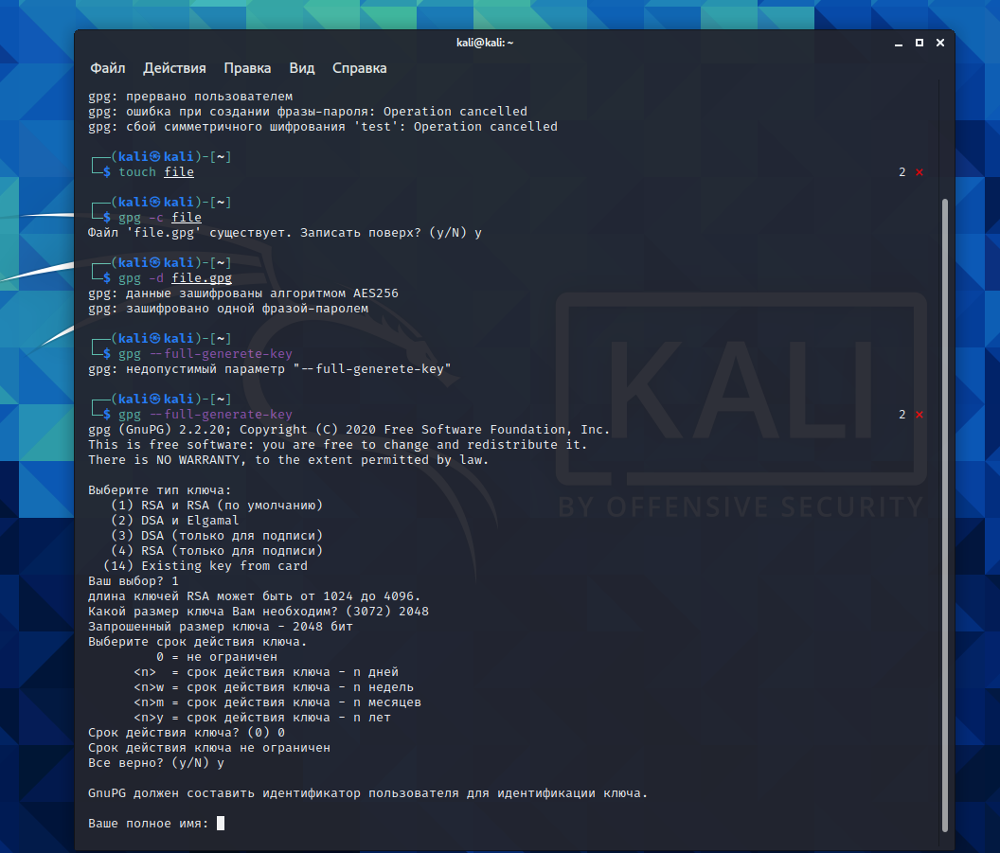 kali@kali: ~
Файл Действия Правка Вид Справка
gpg: прервано пользователем
gpg: ошибка при создании фразы-пароля: Operation cancelled
gpg: сбой симметричного шифрования 'test': Operation cancelled
┌──(kali㉿kali)-[~]
└─$ touch file 2 ⨯
┌──(kali㉿kali)-[~]
└─$ gpg -c file
Файл 'file.gpg' существует. Записать поверх? (y/N) y
┌──(kali㉿kali)-[~]
└─$ gpg -d file.gpg
gpg: данные зашифрованы алгоритмом AES256
gpg: зашифровано одной фразой-паролем
┌──(kali㉿kali)-[~]
└─$ gpg --full-generete-key
gpg: недопустимый параметр "--full-generete-key"
┌──(kali㉿kali)-[~]
└─$ gpg --full-generate-key 2 ⨯
gpg (GnuPG) 2.2.20; Copyright (C) 2020 Free Software Foundation, Inc.
This is free software: you are free to change and redistribute it.
There is NO WARRANTY, to the extent permitted by law.
Выберите тип ключа:
(1) RSA и RSA (по умолчанию)
(2) DSA и Elgamal
(3) DSA (только для подписи)
(4) RSA (только для подписи)
(14) Existing key from card
Ваш выбор? 1
длина ключей RSA может быть от 1024 до 4096.
Какой размер ключа Вам необходим? (3072) 2048
Запрошенный размер ключа - 2048 бит
Выберите срок действия ключа.
0 = не ограничен
<n> = срок действия ключа - n дней
<n>w = срок действия ключа - n недель
<n>m = срок действия ключа - n месяцев
<n>y = срок действия ключа - n лет
Срок действия ключа? (0) 0
Срок действия ключа не ограничен
Все верно? (y/N) y
GnuPG должен составить идентификатор пользователя для идентификации ключа.
Ваше полное имя:
KALI
BY OFFENSIVE SECURITY